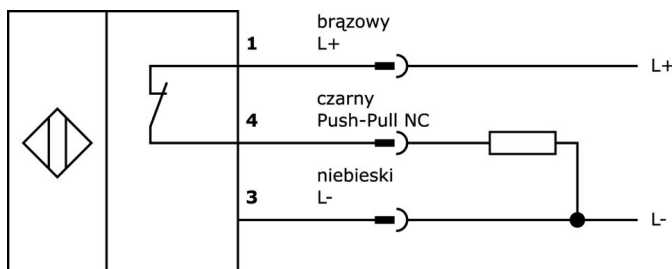 brązowy
1 L+ L+
czarny
4 Push-Pull NC
niebieski
3 L- L-